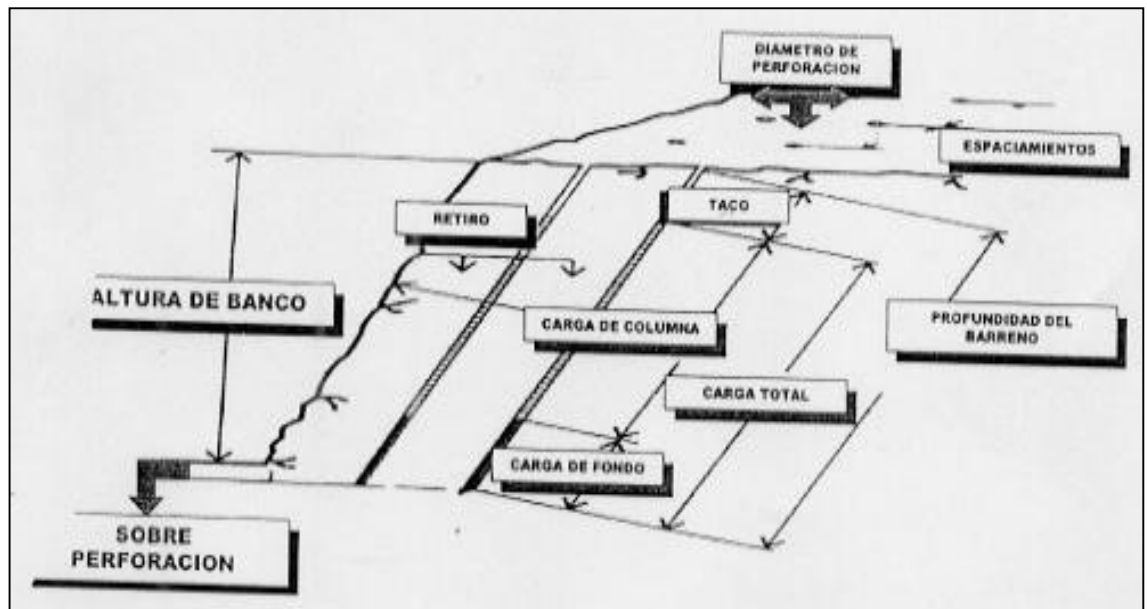 DIAMETRO DE
PERFORACION
ESPACIAMIENTOS
RETIRO
TACO
ALTURA DE BANCO
CARGA DE COLUMNA
PROFUNDIDAD DEL
BARRENO
CARGA TOTAL
CARGA DE FONDO
SOBRE
PERFORACION